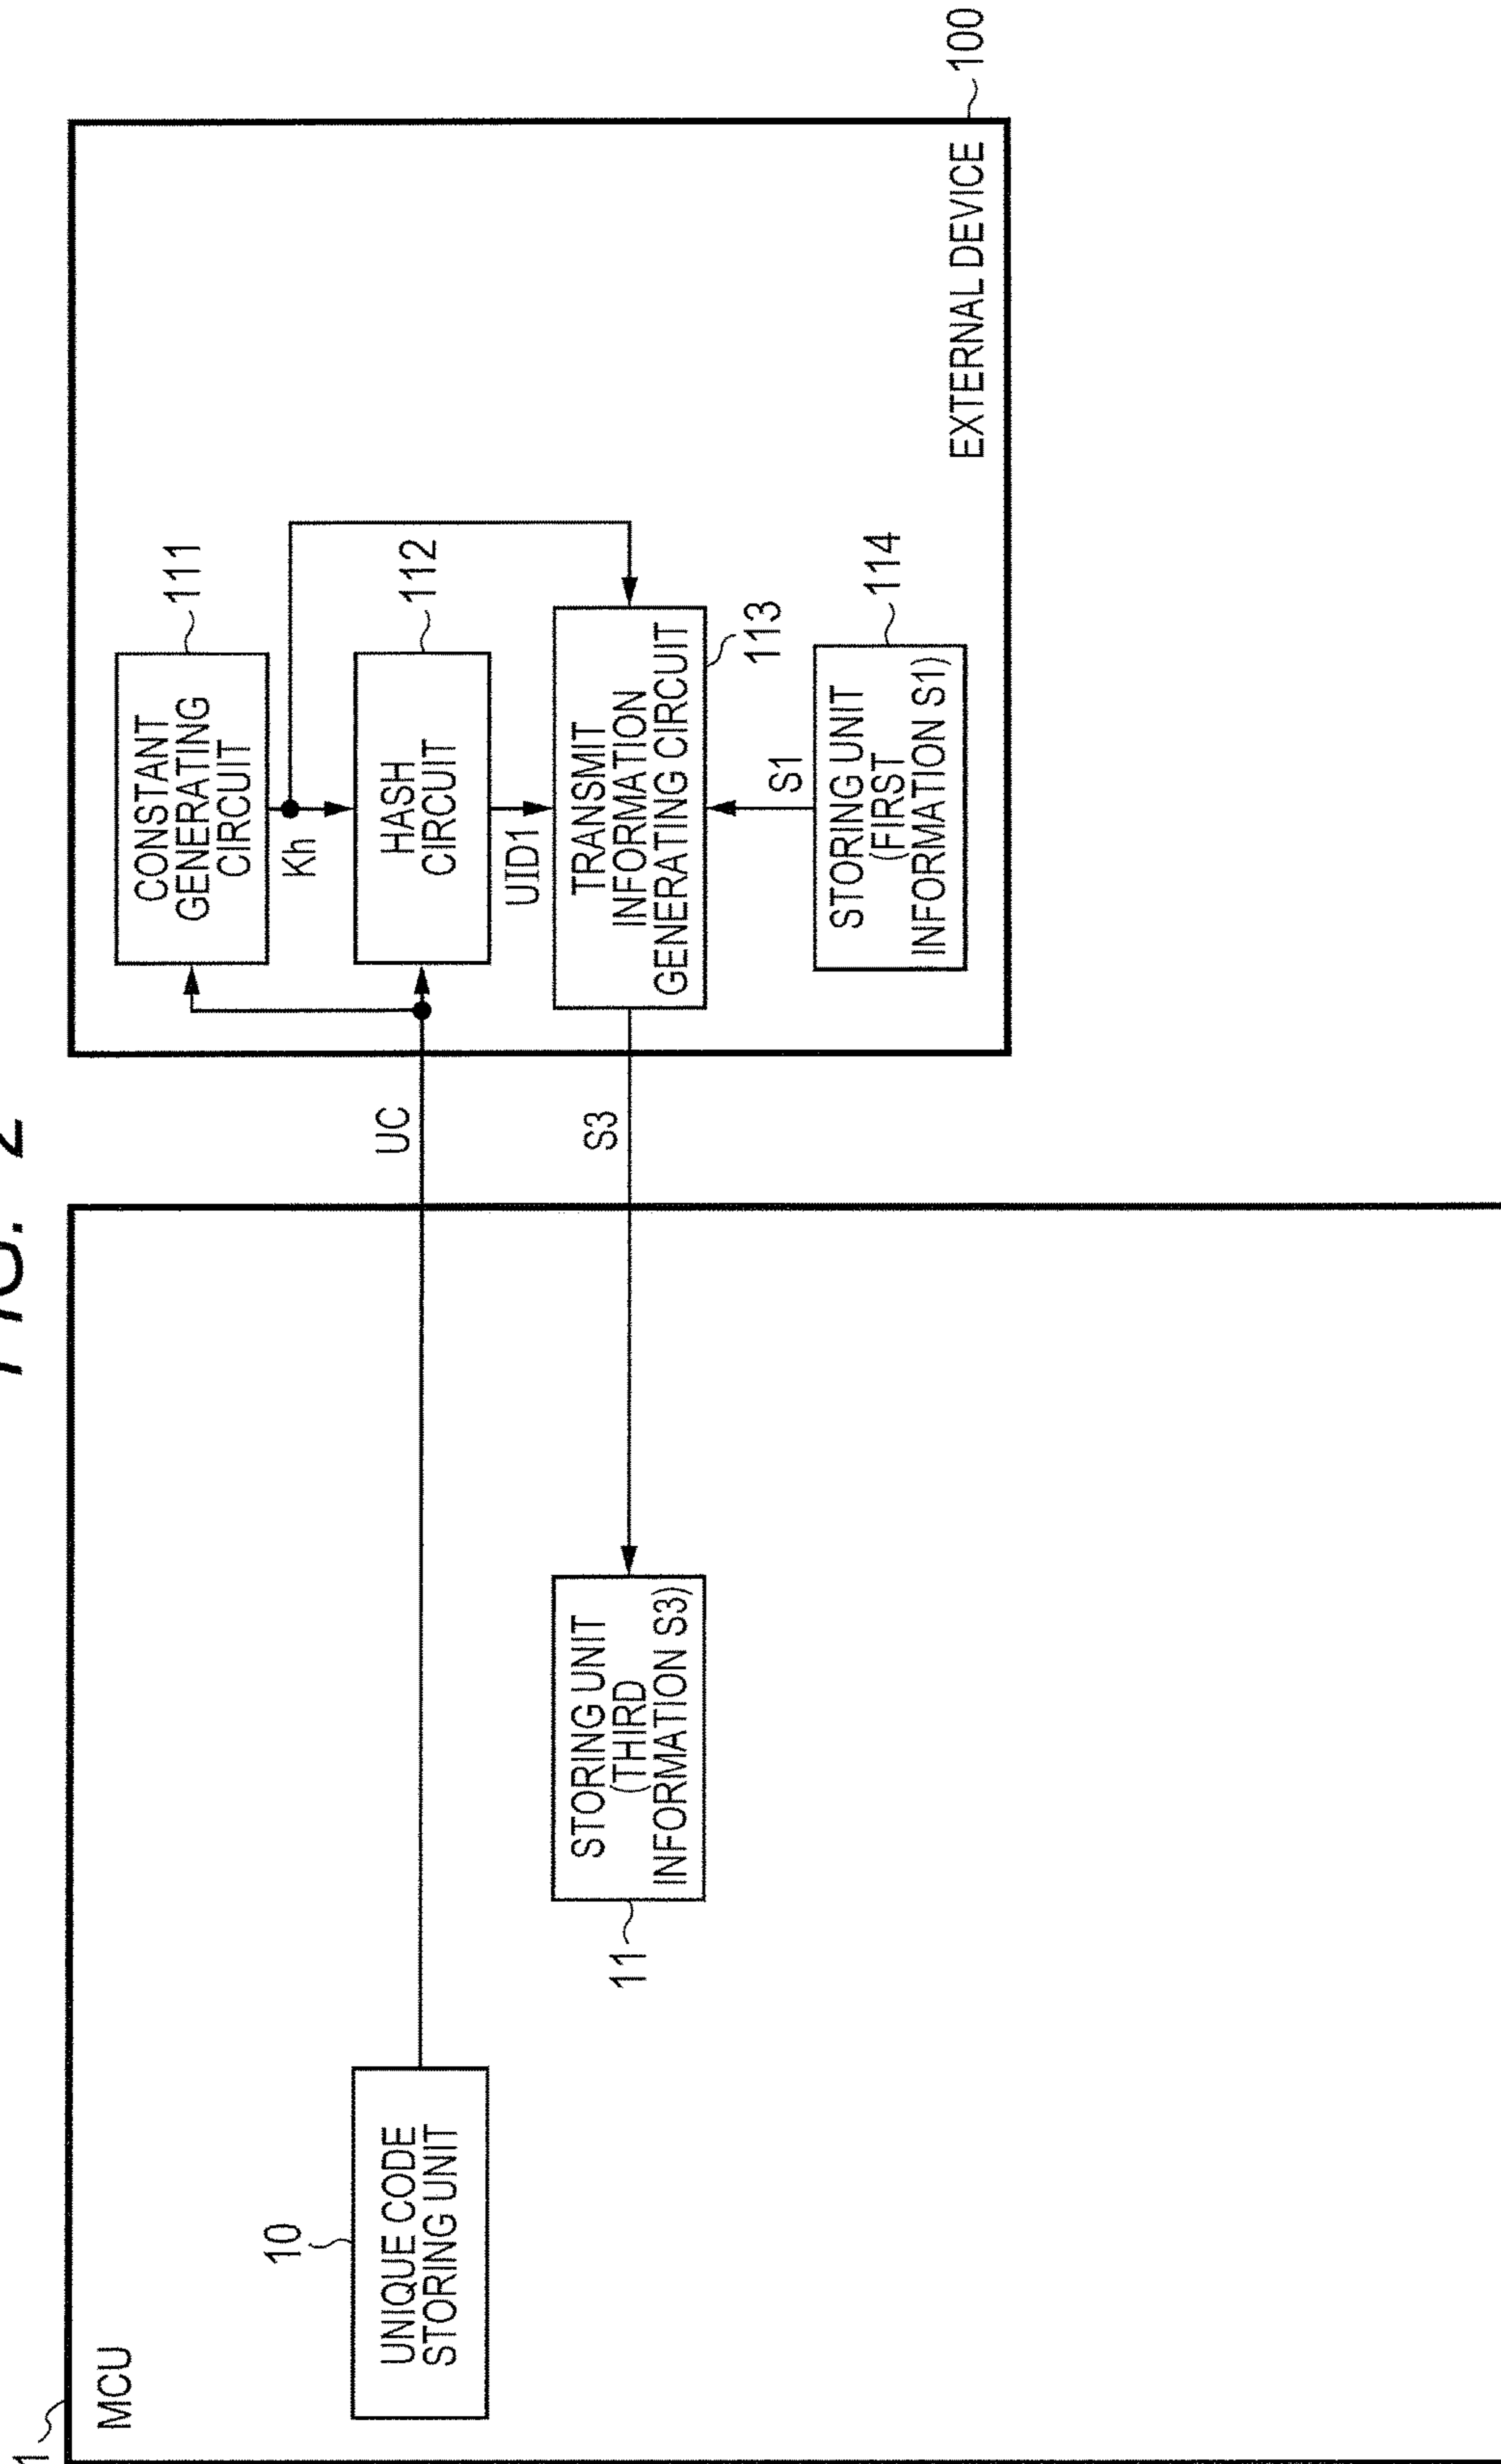 FIG. 2
1
MCU
10
UNIQUE CODE
STORING UNIT
11
STORING UNIT
(THIRD
INFORMATION S3)
UC
S3
100
EXTERNAL DEVICE
111
CONSTANT
GENERATING
CIRCUIT
Kh
112
HASH
CIRCUIT
UID1
TRANSMIT
INFORMATION
GENERATING CIRCUIT
113
S1
114
STORING UNIT
(FIRST
INFORMATION S1)